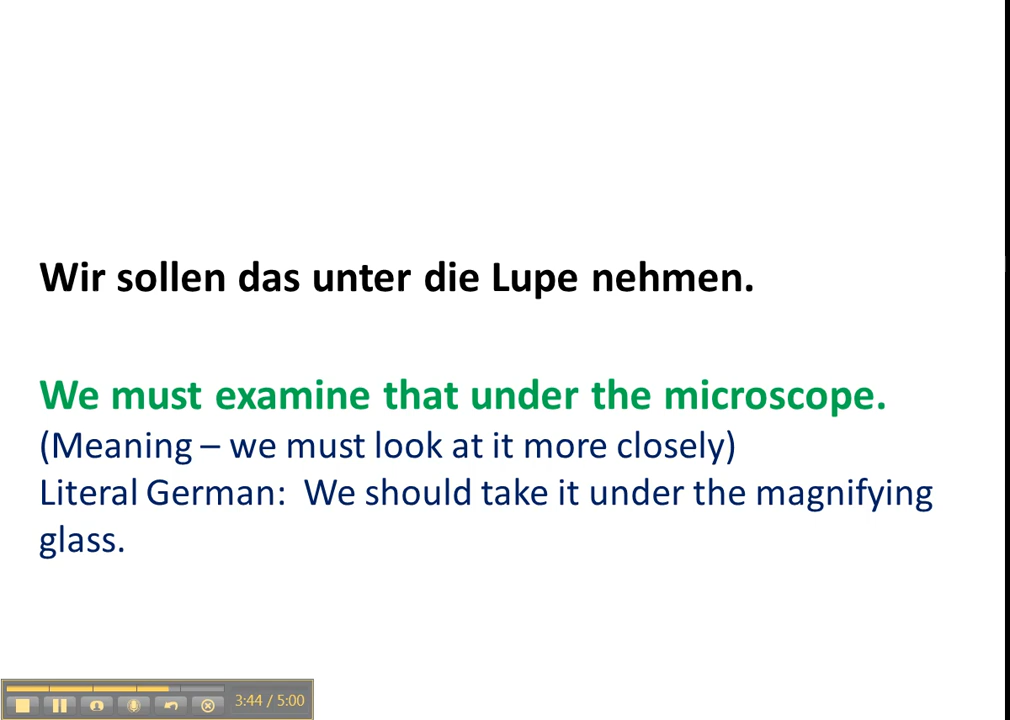 Wir sollen das unter die Lupe nehmen.
We must examine that under the microscope.
(Meaning – we must look at it more closely)
Literal German:  We should take it under the magnifying
glass.
3:44 / 5:00